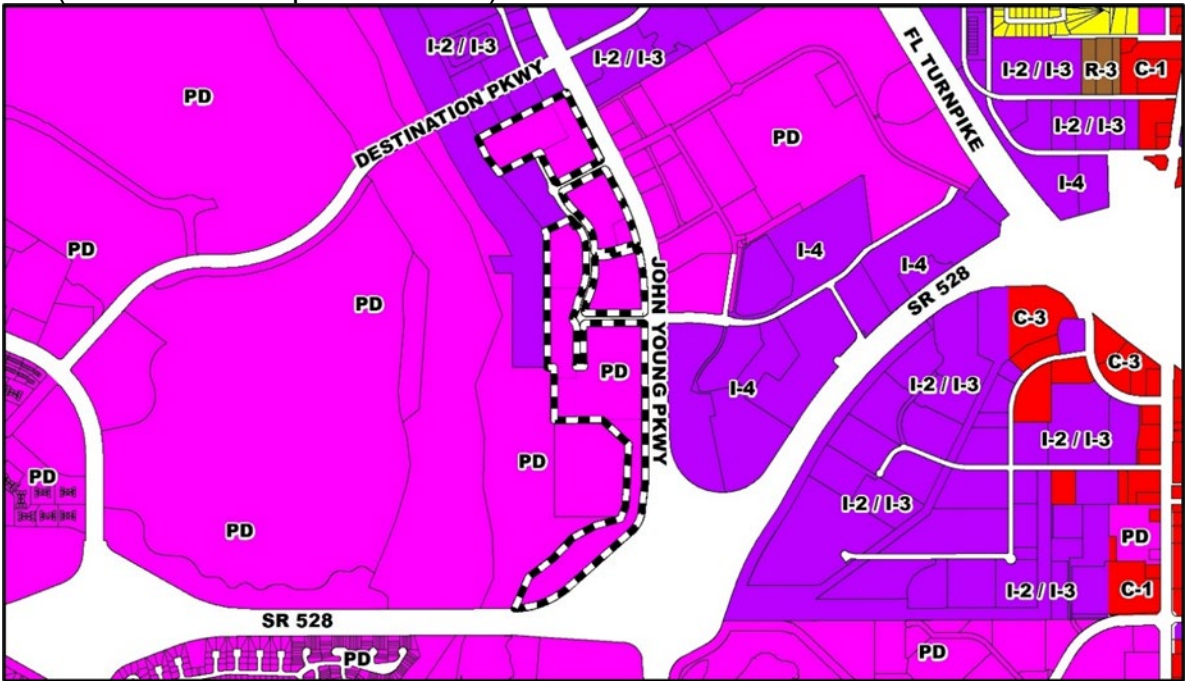 I-2 / I-3
I-2 / I-3
FL TURNPIKE
I-2 / I-3
R-3
C-1
PD
DESTINATION PKWY
PD
I-2 / I-3
I-4
PD
I-4
I-4
JOHN YOUNG PKWY
SR 528
PD
C-3
PD
C-3
I-4
I-2 / I-3
I-2 / I-3
PD
PD
I-2 / I-3
PD
PD
I-2 / I-3
C-1
SR 528
PD
PD